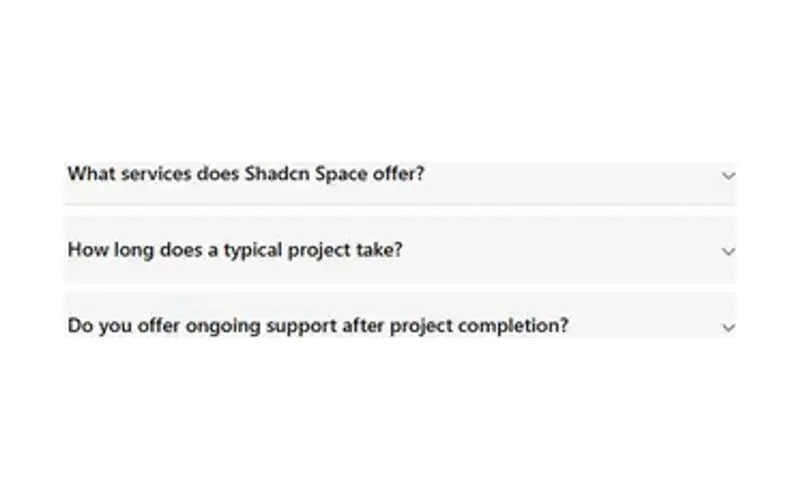 What services does Shadcn Space offer?
How long does a typical project take?
Do you offer ongoing support after project completion?